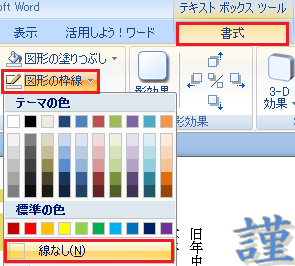 oft Word
テキスト ボックス ツール
表示
活用しよう！ワード
書式
図形の塗りつぶし
図形の枠線
影効果
3-D
効果
テーマの色
標準の色
線なし(N)
旧年中
謹